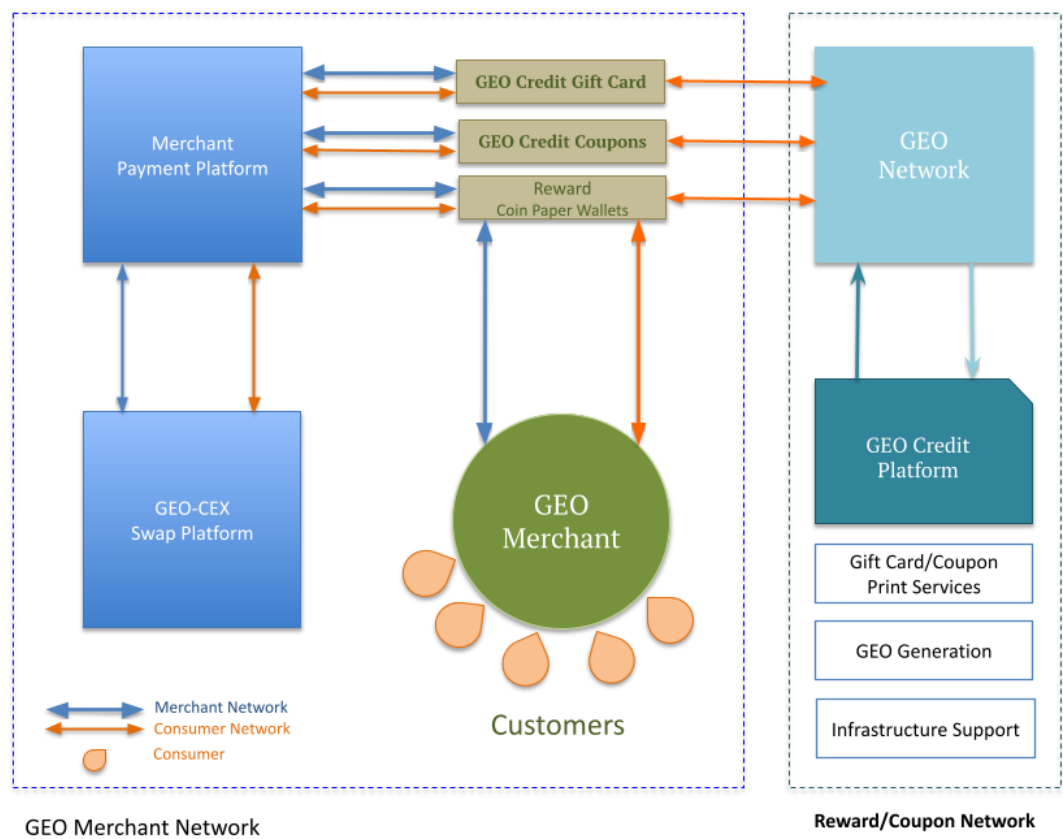 Merchant
Payment Platform
GEO Credit Gift Card
GEO Credit Coupons
Reward
Coin Paper Wallets
GEO
Network
GEO-CEX
Swap Platform
GEO
Merchant
GEO Credit
Platform
Gift Card/Coupon
Print Services
GEO Generation
Infrastructure Support
Merchant Network
Consumer Network
Consumer
Customers
GEO Merchant Network
Reward/Coupon Network